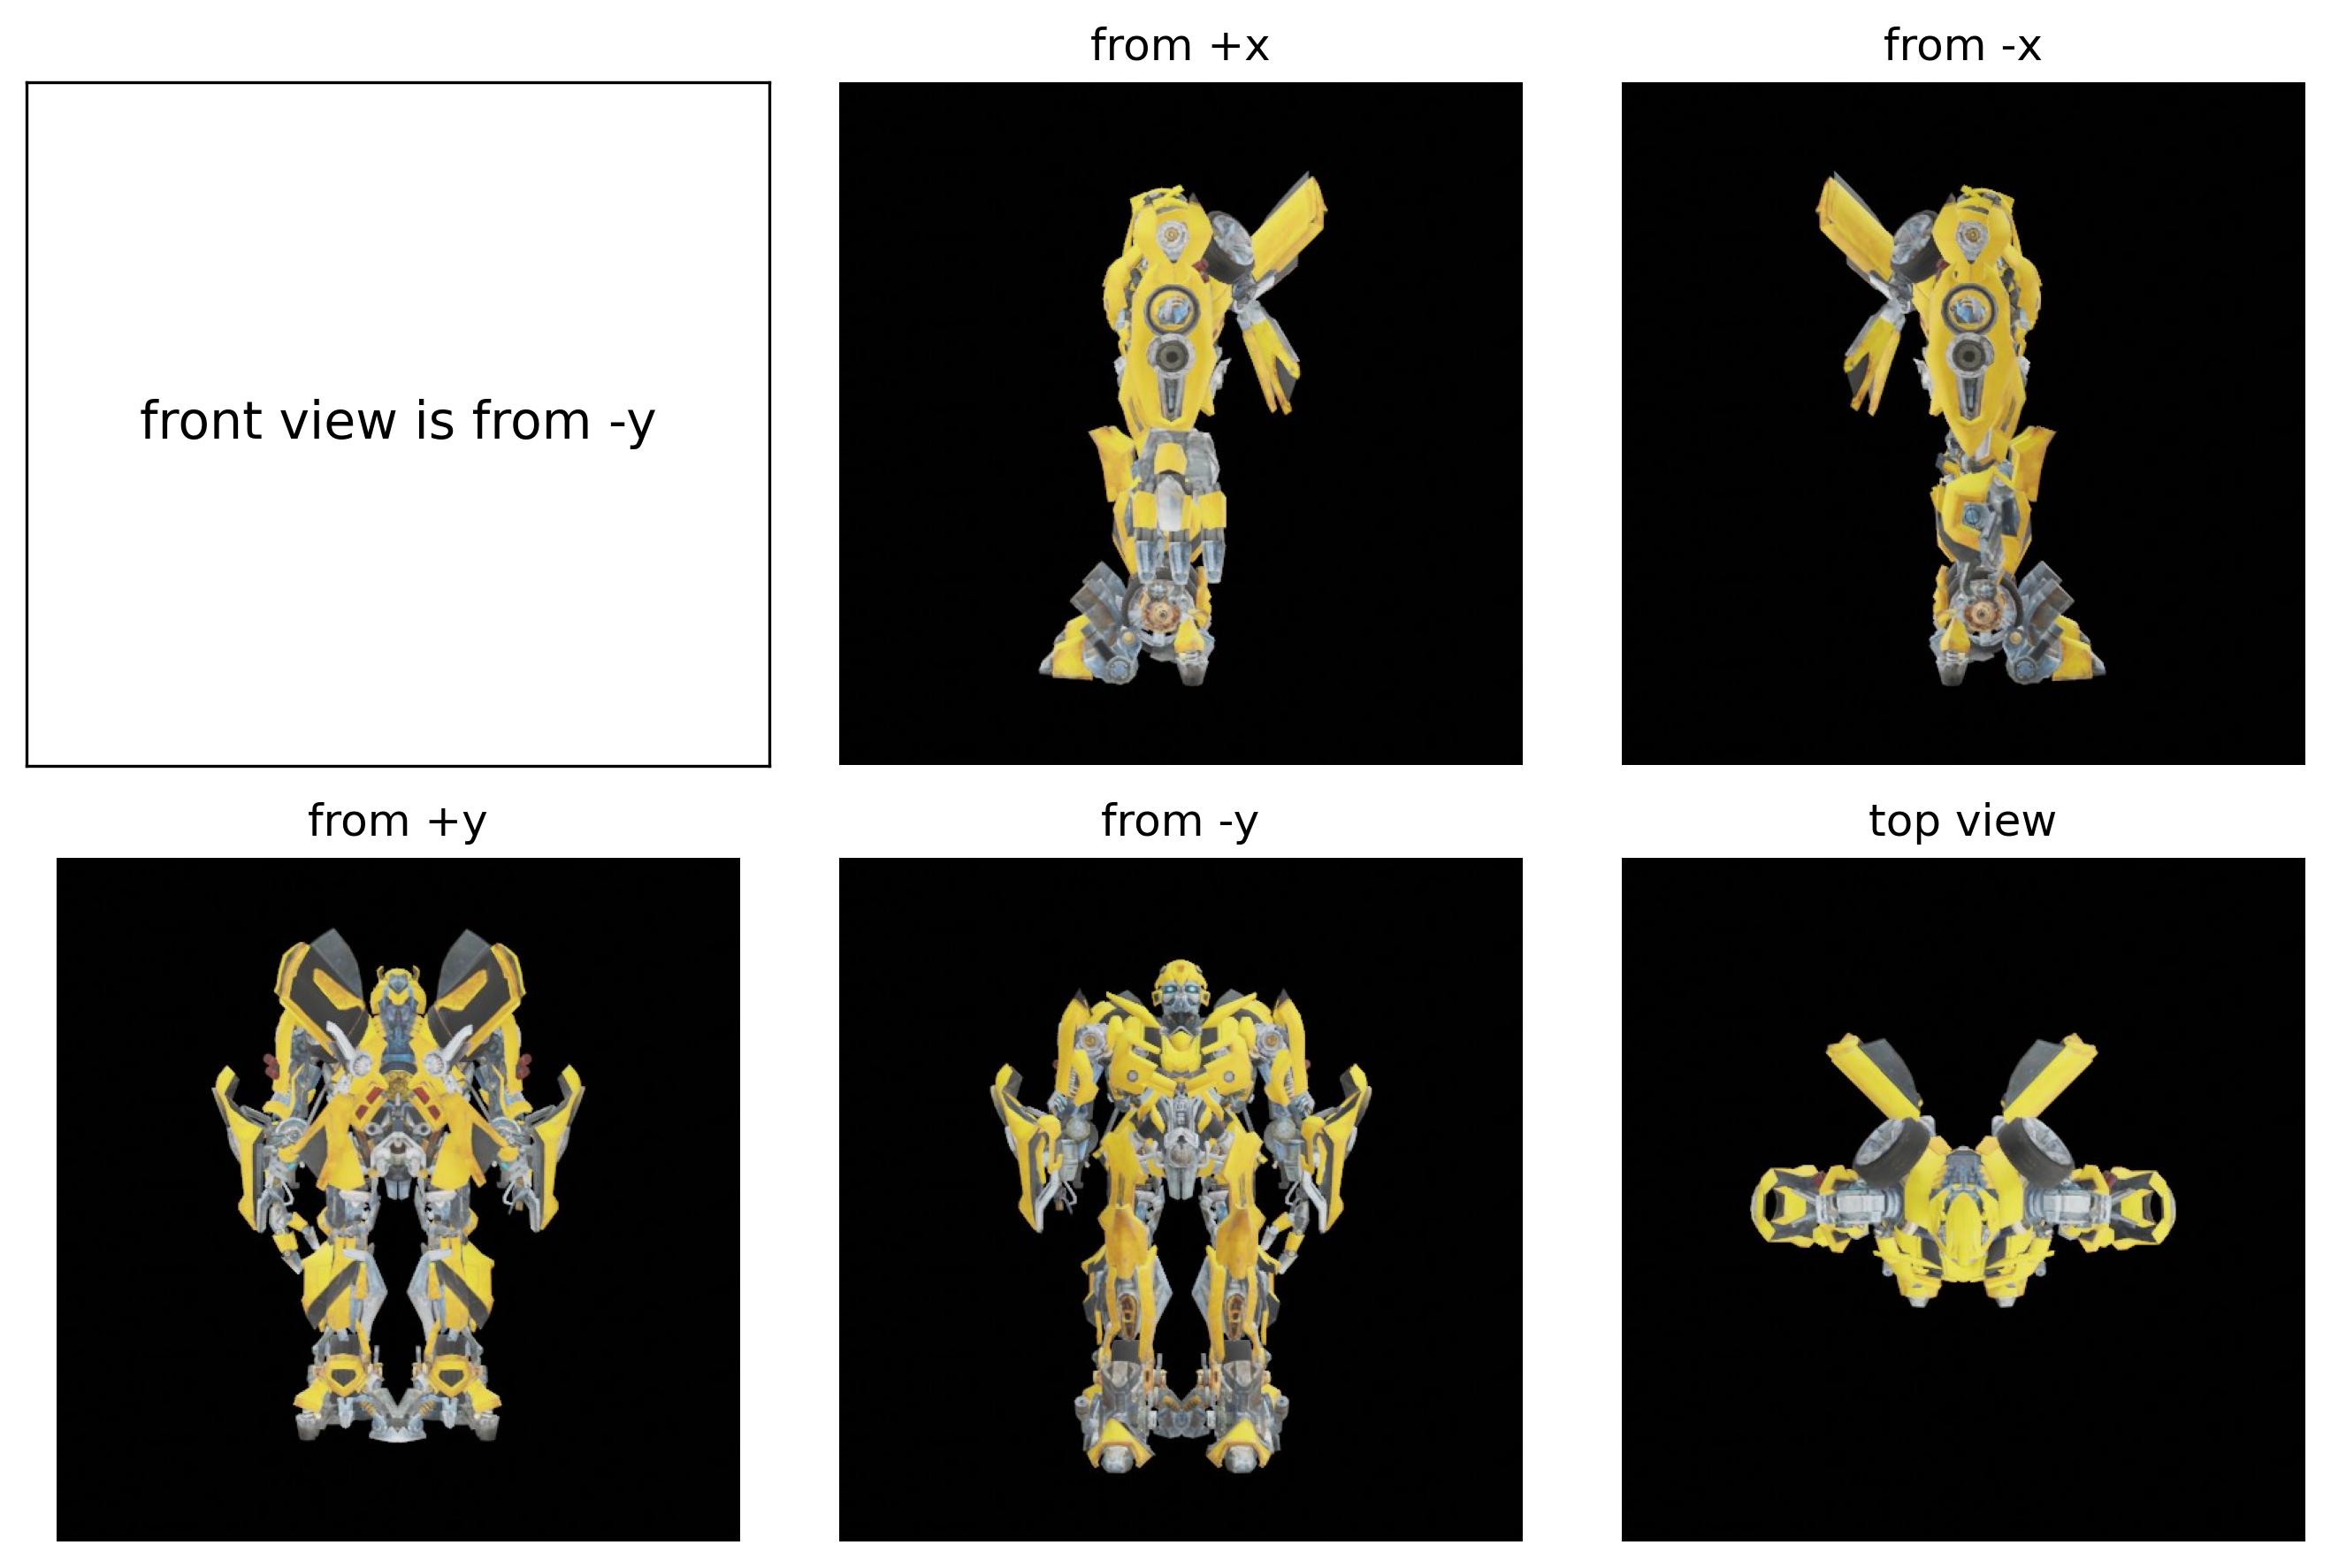 from +x
from -x
front view is from -y
from +y
from -y
top view